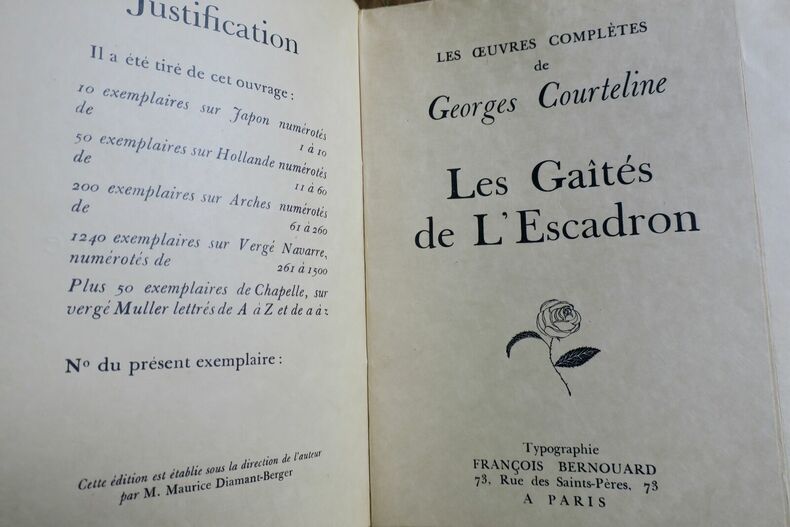 Justification
Il a été tiré de cet ouvrage :
10 exemplaires sur Japon numérotés
de 1 à 10
50 exemplaires sur Hollande numérotés
de 11 à 60
200 exemplaires sur Arches numérotés
de 61 à 260
1240 exemplaires sur Vergé Navarre,
numérotés de 261 à 1500
Plus 50 exemplaires de Chapelle, sur
vergé Muller lettrés de A à Z et de a à z
Nº du présent exemplaire :
Cette édition est établie sous la direction de l'auteur
par M. Maurice Diamant-Berger
LES ŒUVRES COMPLÈTES
de
Georges Courteline
Les Gaîtés
de L'Escadron
Typographie
FRANÇOIS BERNOUARD
73, Rue des Saints-Pères, 73
A PARIS